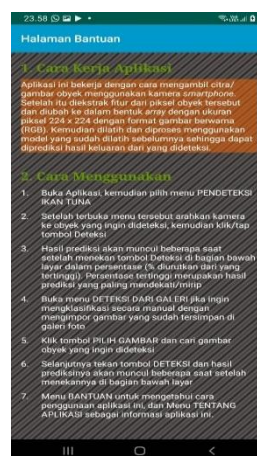 23.58
Halaman Bantuan
1. Cara Kerja Aplikasi
Aplikasi ini bekerja dengan cara mengambil citra/
gambar obyek menggunakan kamera smartphone.
Setelah itu diekstrak fitur dari piksel obyek tersebut
dan diubah ke dalam bentuk array dengan ukuran
piksel 224 x 224 dengan format gambar berwarna
(RGB). Kemudian dilatih dan diproses menggunakan
model yang sudah dilatih sebelumnya sehingga dapat
diprediksi hasil keluaran dari yang dideteksi.
2. Cara Menggunakan
1. Buka Aplikasi, kemudian pilih menu PENDETEKSI
IKAN TUNA
2. Setelah terbuka menu tersebut arahkan kamera
ke obyek yang ingin dideteksi, kemudian klik/tap
tombol Deteksi
3. Hasil prediksi akan muncul beberapa saat
setelah menekan tombol Deteksi di bagian bawah
layar dalam persentase (% diurutkan dari yang
tertinggi). Persentase tertinggi merupakan hasil
prediksi yang paling mendekati/mirip
4. Buka menu DETEKSI DARI GALERI jika ingin
mengklasifikasi secara manual dengan
mengimpor gambar yang sudah tersimpan di
galeri foto
5. Klik tombol PILIH GAMBAR dan cari gambar
obyek yang ingin dideteksi
6. Selanjutnya tekan tombol DETEKSI dan hasil
prediksinya akan muncul beberapa saat setelah
menekannya di bagian bawah layar
7. Menu BANTUAN untuk mengetahui cara
penggunaan aplikasi ini, dan Menu TENTANG
APLIKASI sebagai informasi aplikasi ini.